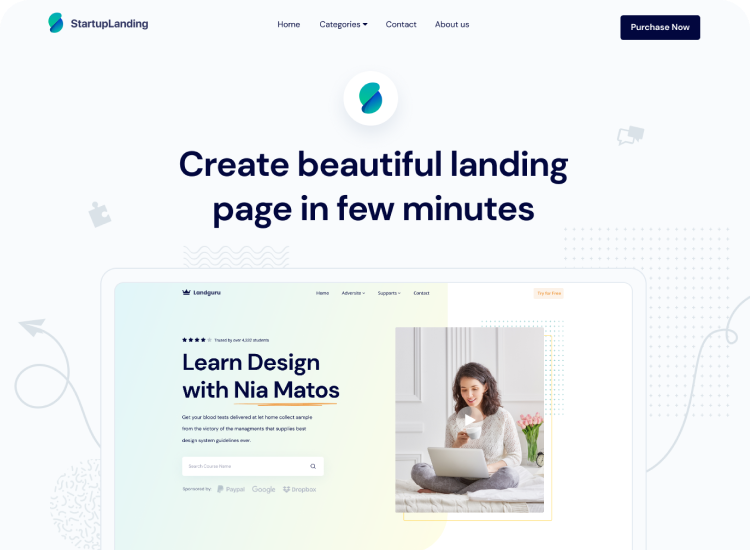 StartupLanding
Home
Categories
Contact
About us
Purchase Now
Create beautiful landing
page in few minutes
Landguru
Home
Adversite
Supports
Contact
Try for Free
Trusted by over 4,332 students
Learn Design
with Nia Matos
Get your blood tests delivered at let home collect sample
from the victory of the managments that supplies best
design system guidelines ever.
Search Course Name
Sponsored by:
Paypal
Google
Dropbox